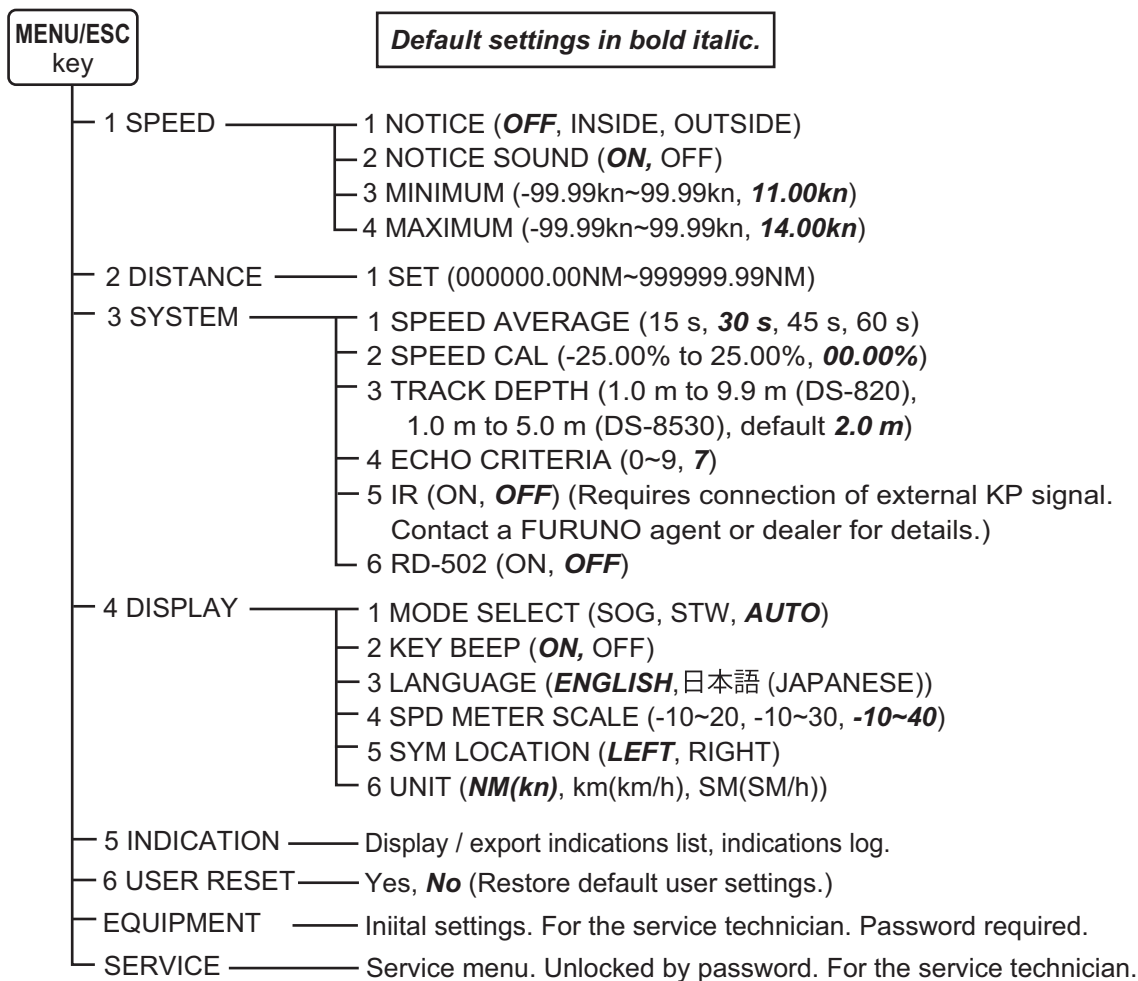 MENU/ESC
key
Default settings in bold italic.
1 SPEED
1 NOTICE (OFF, INSIDE, OUTSIDE)
2 NOTICE SOUND (ON, OFF)
3 MINIMUM (-99.99kn~99.99kn, 11.00kn)
4 MAXIMUM (-99.99kn~99.99kn, 14.00kn)
2 DISTANCE
1 SET (000000.00NM~999999.99NM)
3 SYSTEM
1 SPEED AVERAGE (15 s, 30 s, 45 s, 60 s)
2 SPEED CAL (-25.00% to 25.00%, 00.00%)
3 TRACK DEPTH (1.0 m to 9.9 m (DS-820),
1.0 m to 5.0 m (DS-8530), default 2.0 m)
4 ECHO CRITERIA (0~9, 7)
5 IR (ON, OFF) (Requires connection of external KP signal.
Contact a FURUNO agent or dealer for details.)
6 RD-502 (ON, OFF)
4 DISPLAY
1 MODE SELECT (SOG, STW, AUTO)
2 KEY BEEP (ON, OFF)
3 LANGUAGE (ENGLISH,日本語 (JAPANESE))
4 SPD METER SCALE (-10~20, -10~30, -10~40)
5 SYM LOCATION (LEFT, RIGHT)
6 UNIT (NM(kn), km(km/h), SM(SM/h))
5 INDICATION
Display / export indications list, indications log.
6 USER RESET
Yes, No (Restore default user settings.)
EQUIPMENT
Iniital settings. For the service technician. Password required.
SERVICE
Service menu. Unlocked by password. For the service technician.